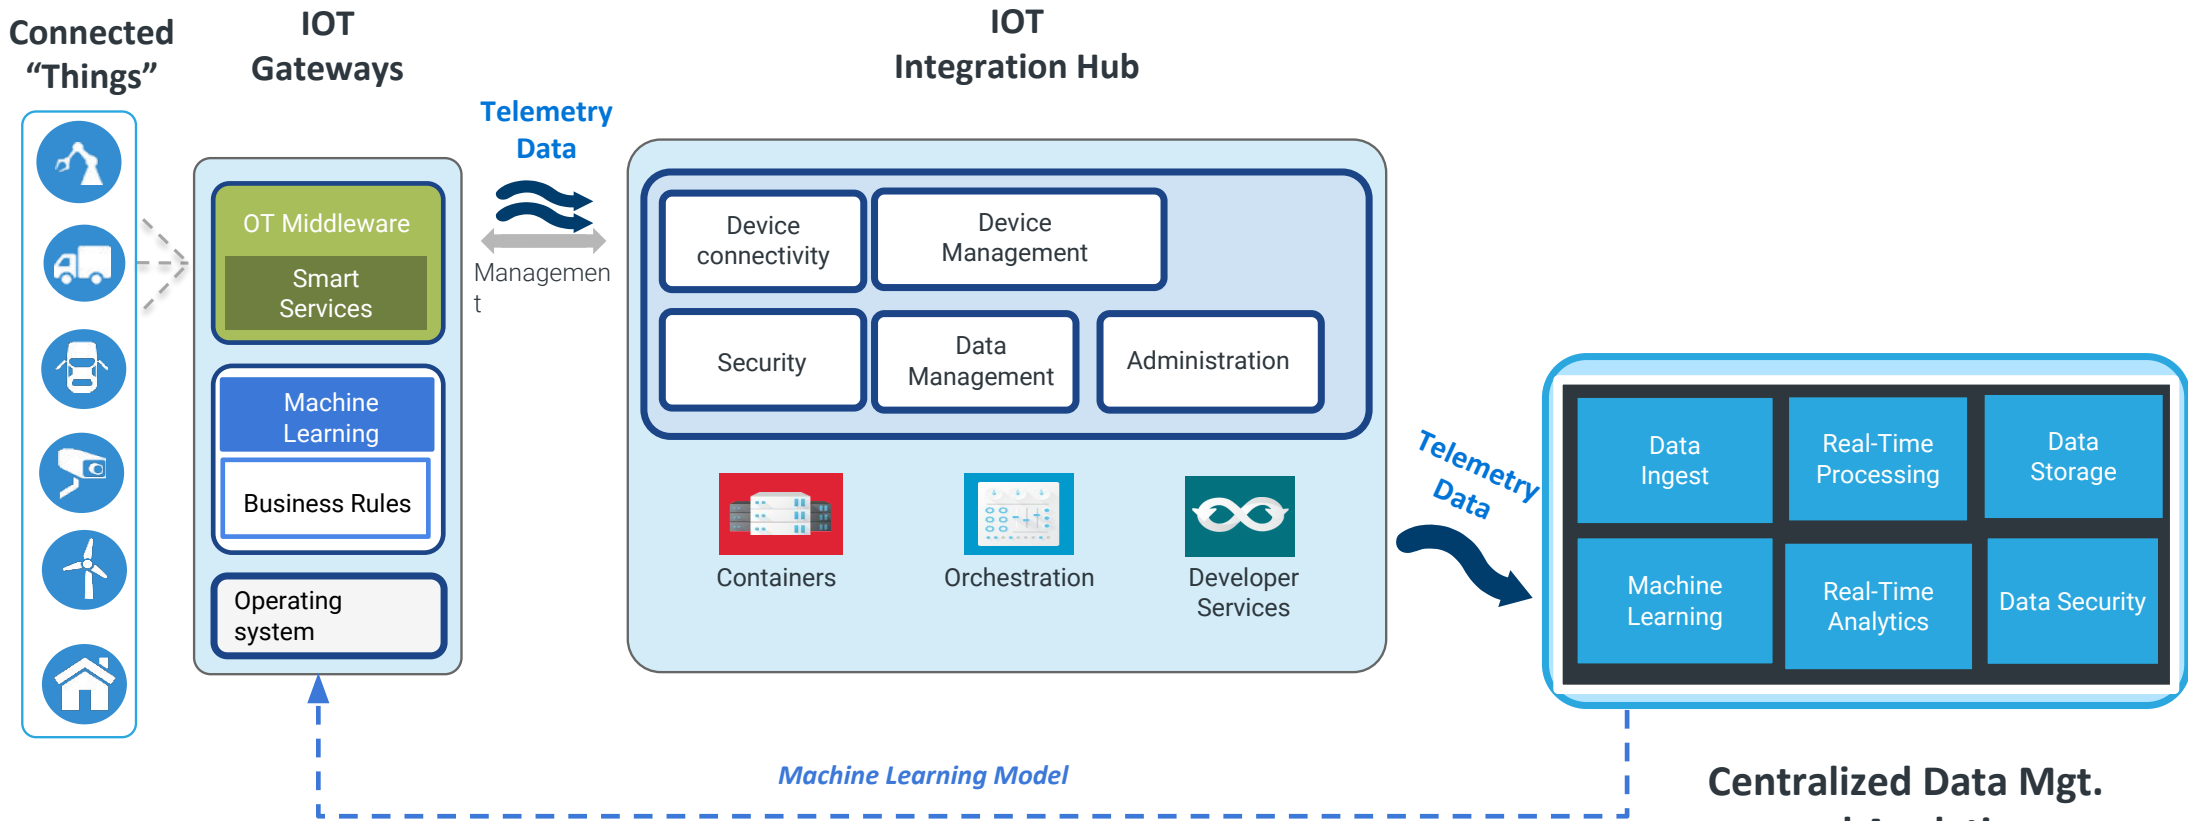 Connected
“Things”
IOT
Gateways
IOT
Integration Hub
Telemetry
Data
Managemen
t
OT Middleware
Smart
Services
Machine
Learning
Business Rules
Operating
system
Device
connectivity
Device
Management
Security
Data
Management
Administration
Containers
Orchestration
Developer
Services
Telemetry
Data
Data
Ingest
Real-Time
Processing
Data
Storage
Machine
Learning
Real-Time
Analytics
Data Security
Machine Learning Model
Centralized Data Mgt.